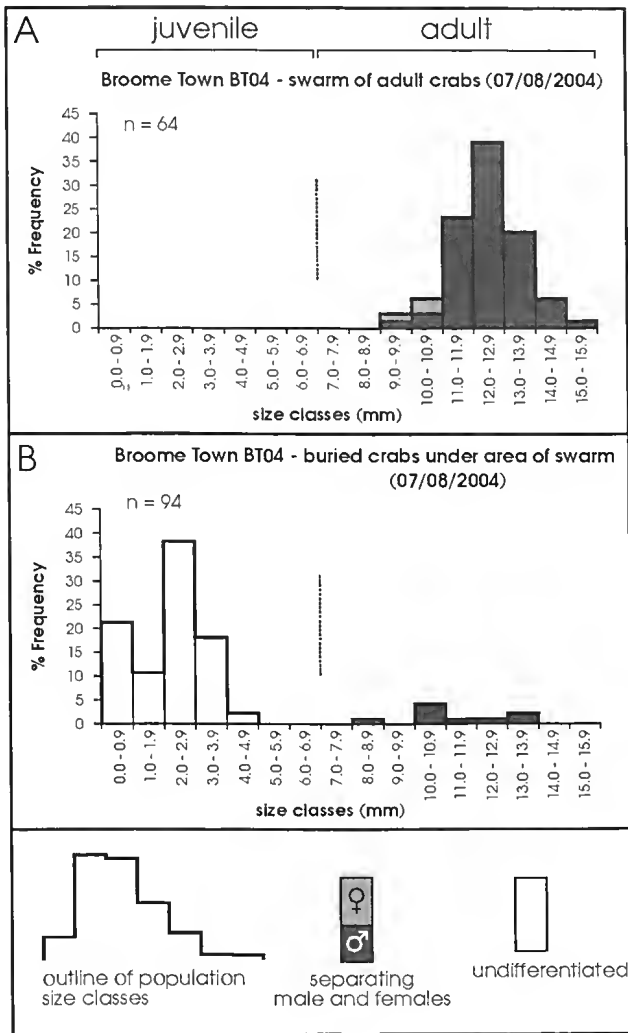 A
juvenile adult
Broome Town BT04 - swarm of adult crabs (07/08/2004)
n = 64
% Frequency
45
40
35
30
25
20
15
10
5
0
0.0 - 0.9
1.0 - 1.9
2.0 - 2.9
3.0 - 3.9
4.0 - 4.9
5.0 - 5.9
6.0 - 6.9
7.0 - 7.9
8.0 - 8.9
9.0 - 9.9
10.0 - 10.9
11.0 - 11.9
12.0 - 12.9
13.0 - 13.9
14.0 - 14.9
15.0 - 15.9
size classes (mm)
B
Broome Town BT04 - buried crabs under area of swarm
(07/08/2004)
n = 94
% Frequency
45
40
35
30
25
20
15
10
5
0
0.0 - 0.9
1.0 - 1.9
2.0 - 2.9
3.0 - 3.9
4.0 - 4.9
5.0 - 5.9
6.0 - 6.9
7.0 - 7.9
8.0 - 8.9
9.0 - 9.9
10.0 - 10.9
11.0 - 11.9
12.0 - 12.9
13.0 - 13.9
14.0 - 14.9
15.0 - 15.9
size classes (mm)
♀
♂
outline of population
size classes
separating
male and females
undifferentiated